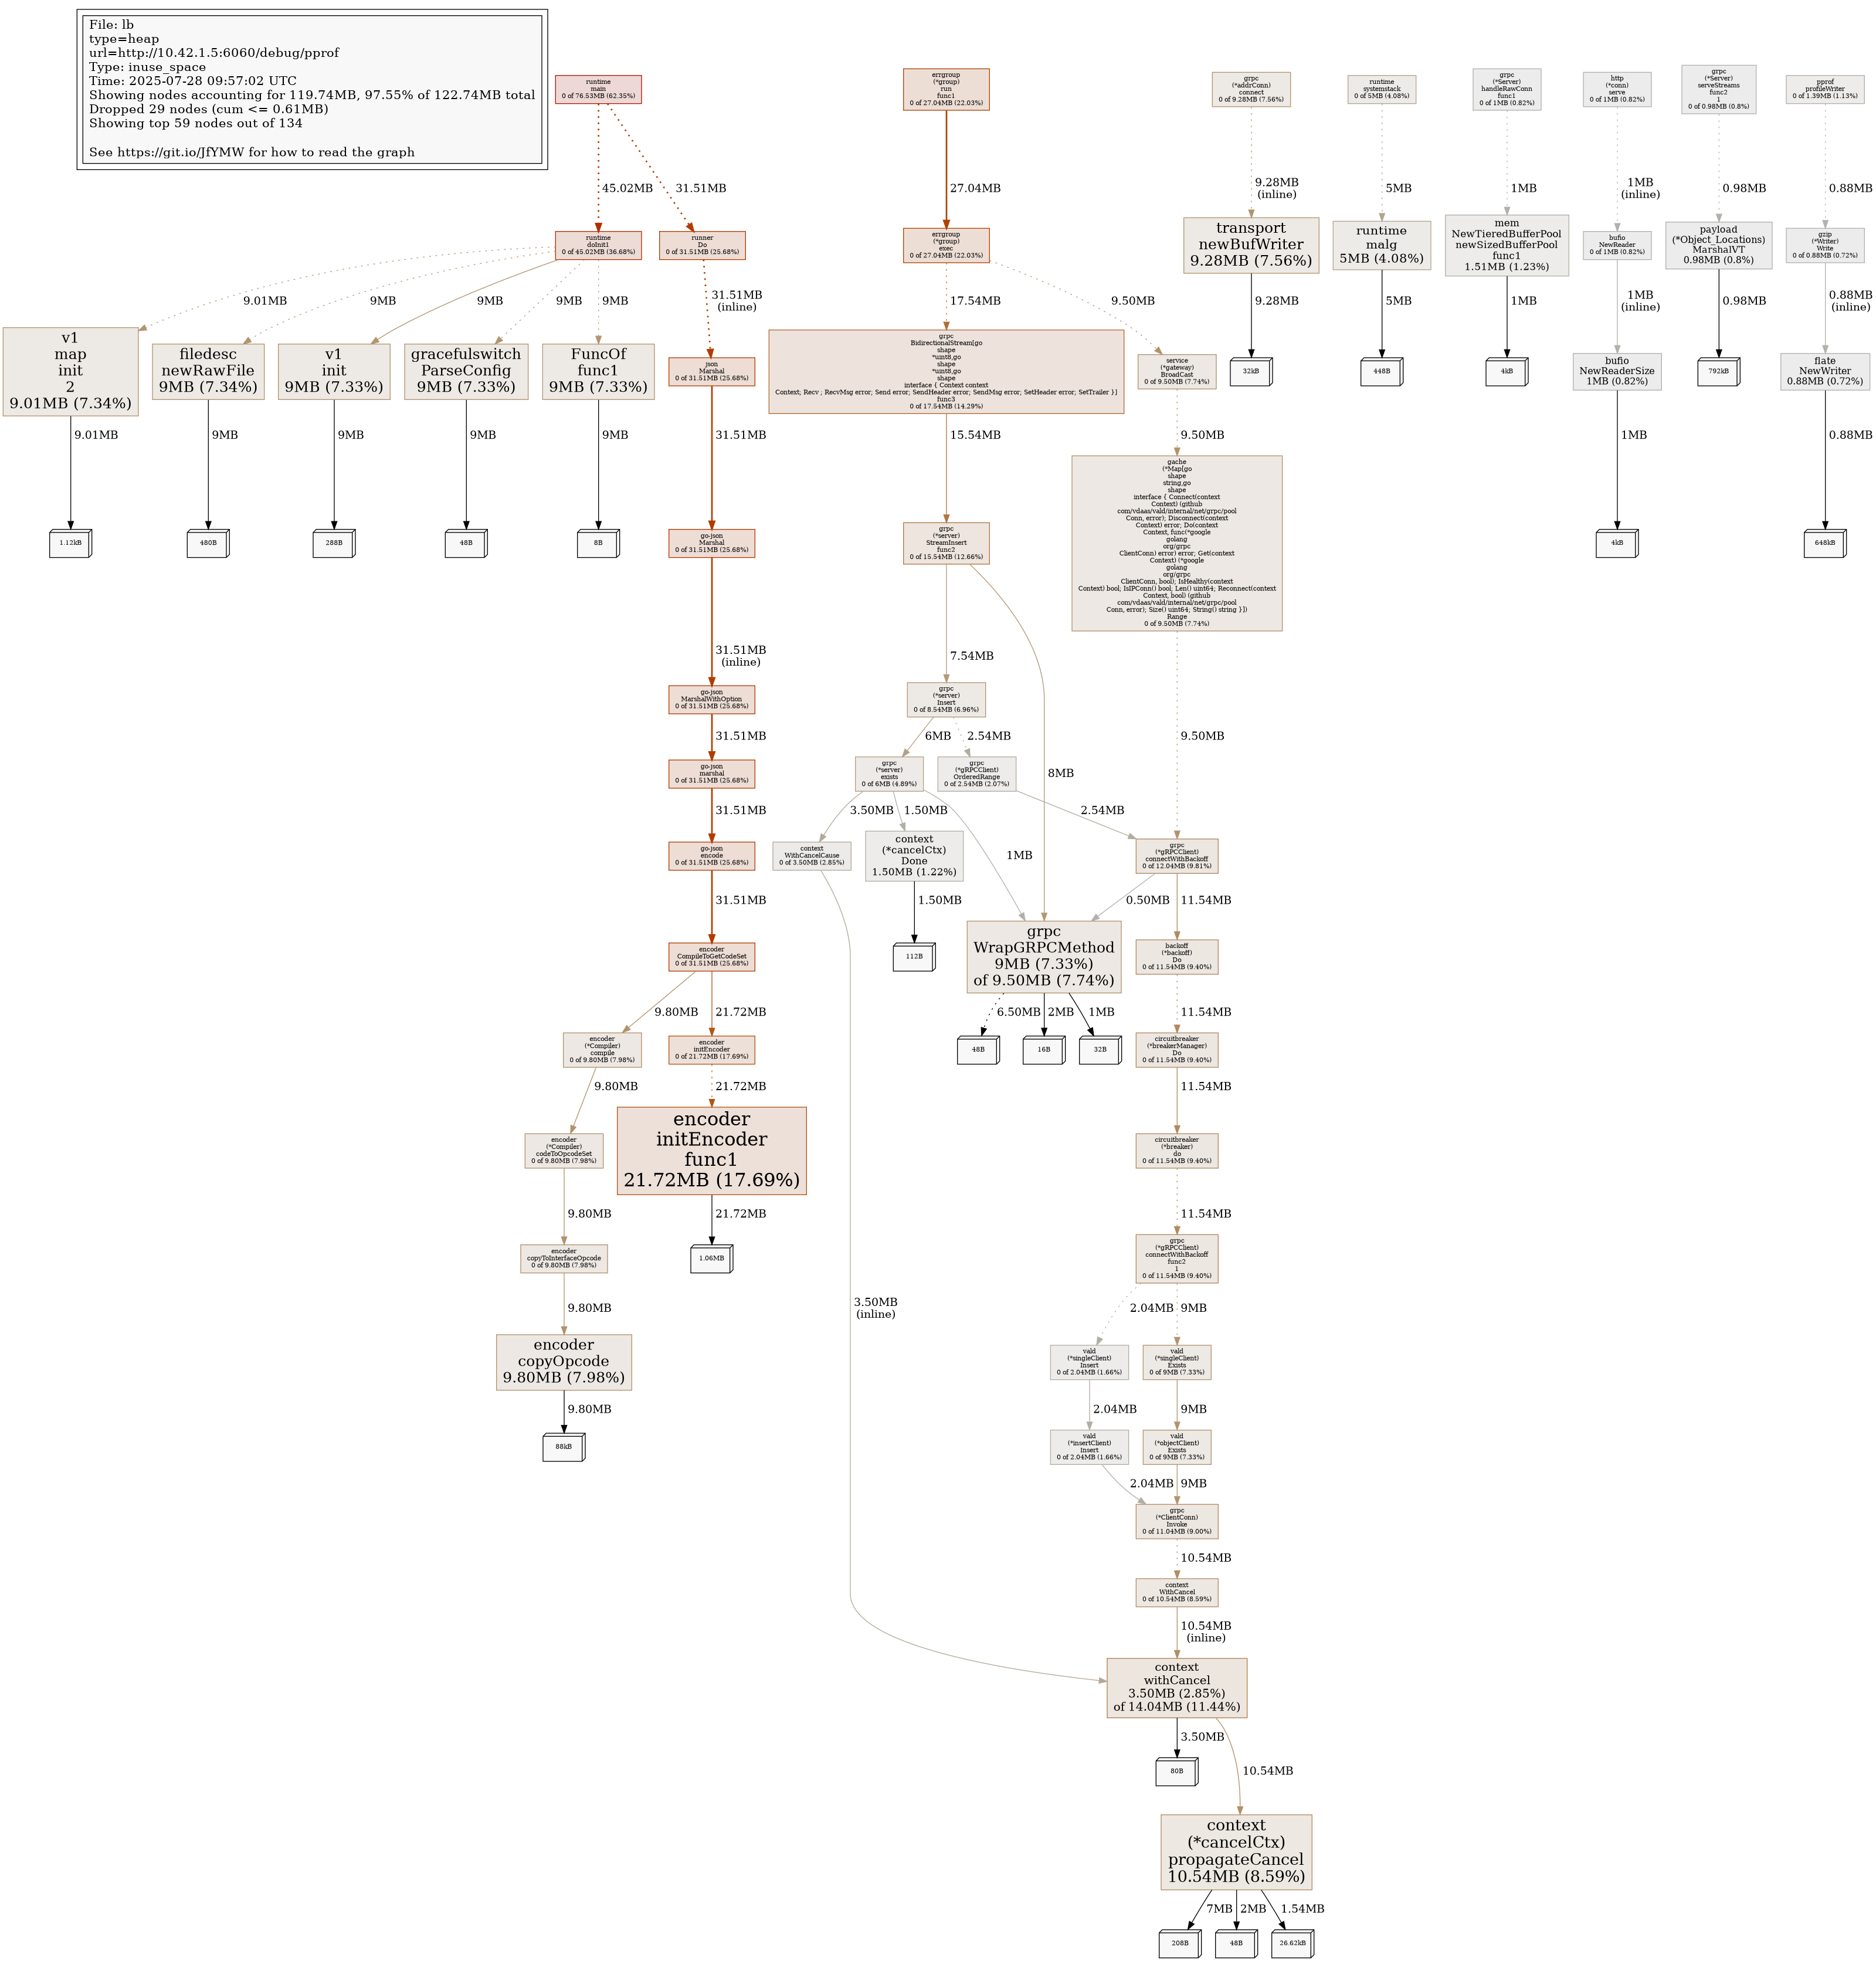 File: lb
type=heap
url=http://10.42.1.5:6060/debug/pprof
Type: inuse_space
Time: 2025-07-28 09:57:02 UTC
Showing nodes accounting for 119.74MB, 97.55% of 122.74MB total
Dropped 29 nodes (cum <= 0.61MB)
Showing top 59 nodes out of 134
See https://git.io/JfYMW for how to read the graph
runtime
main
0 of 76.53MB (62.35%)
errgroup
(*group)
run
func1
0 of 27.04MB (22.03%)
grpc
(*addrConn)
connect
0 of 9.28MB (7.56%)
runtime
systemstack
0 of 5MB (4.08%)
grpc
(*Server)
handleRawConn
func1
0 of 1MB (0.82%)
http
(*conn)
serve
0 of 1MB (0.82%)
grpc
(*Server)
serveStreams
func2
1
0 of 0.98MB (0.8%)
pprof
profileWriter
0 of 1.39MB (1.13%)
45.02MB
31.51MB
27.04MB
9.28MB
(inline)
5MB
1MB
1MB
(inline)
0.98MB
0.88MB
runtime
doInit1
0 of 45.02MB (36.68%)
runner
Do
0 of 31.51MB (25.68%)
errgroup
(*group)
exec
0 of 27.04MB (22.03%)
transport
newBufWriter
9.28MB (7.56%)
runtime
malg
5MB (4.08%)
mem
NewTieredBufferPool
newSizedBufferPool
func1
1.51MB (1.23%)
bufio
NewReader
0 of 1MB (0.82%)
payload
(*Object_Locations)
MarshalVT
0.98MB (0.8%)
gzip
(*Writer)
Write
0 of 0.88MB (0.72%)
9.01MB
9MB
9MB
9MB
9MB
31.51MB
(inline)
17.54MB
9.50MB
9.28MB
5MB
1MB
1MB
(inline)
0.98MB
0.88MB
(inline)
v1
map
init
2
9.01MB (7.34%)
filedesc
newRawFile
9MB (7.34%)
v1
init
9MB (7.33%)
gracefulswitch
ParseConfig
9MB (7.33%)
FuncOf
func1
9MB (7.33%)
json
Marshal
0 of 31.51MB (25.68%)
grpc
BidirectionalStream[go
shape
*uint8,go
shape
*uint8,go
shape
interface { Context context
Context; Recv ; RecvMsg error; Send error; SendHeader error; SendMsg error; SetHeader error; SetTrailer }]
func3
0 of 17.54MB (14.29%)
service
(*gateway)
BroadCast
0 of 9.50MB (7.74%)
32kB
448B
4kB
bufio
NewReaderSize
1MB (0.82%)
792kB
flate
NewWriter
0.88MB (0.72%)
9.01MB
9MB
9MB
9MB
9MB
31.51MB
15.54MB
9.50MB
1MB
0.88MB
1.12kB
480B
288B
48B
8B
go-json
Marshal
0 of 31.51MB (25.68%)
grpc
(*server)
StreamInsert
func2
0 of 15.54MB (12.66%)
gache
(*Map[go
shape
string,go
shape
interface { Connect(context
Context) (github
com/vdaas/vald/internal/net/grpc/pool
Conn, error); Disconnect(context
Context) error; Do(context
Context, func(*google
golang
org/grpc
ClientConn) error) error; Get(context
Context) (*google
golang
org/grpc
ClientConn, bool); IsHealthy(context
Context) bool; IsIPConn() bool; Len() uint64; Reconnect(context
Context, bool) (github
com/vdaas/vald/internal/net/grpc/pool
Conn, error); Size() uint64; String() string }])
Range
0 of 9.50MB (7.74%)
4kB
648kB
31.51MB
(inline)
7.54MB
go-json
MarshalWithOption
0 of 31.51MB (25.68%)
grpc
(*server)
Insert
0 of 8.54MB (6.96%)
31.51MB
6MB
2.54MB
9.50MB
go-json
marshal
0 of 31.51MB (25.68%)
grpc
(*server)
exists
0 of 6MB (4.89%)
grpc
(*gRPCClient)
OrderedRange
0 of 2.54MB (2.07%)
8MB
31.51MB
3.50MB
1.50MB
2.54MB
go-json
encode
0 of 31.51MB (25.68%)
context
WithCancelCause
0 of 3.50MB (2.85%)
context
(*cancelCtx)
Done
1.50MB (1.22%)
1MB
grpc
(*gRPCClient)
connectWithBackoff
0 of 12.04MB (9.81%)
31.51MB
1.50MB
0.50MB
11.54MB
encoder
CompileToGetCodeSet
0 of 31.51MB (25.68%)
112B
grpc
WrapGRPCMethod
9MB (7.33%)
of 9.50MB (7.74%)
backoff
(*backoff)
Do
0 of 11.54MB (9.40%)
9.80MB
21.72MB
6.50MB
2MB
1MB
11.54MB
encoder
(*Compiler)
compile
0 of 9.80MB (7.98%)
encoder
initEncoder
0 of 21.72MB (17.69%)
48B
16B
32B
circuitbreaker
(*breakerManager)
Do
0 of 11.54MB (9.40%)
9.80MB
21.72MB
11.54MB
encoder
(*Compiler)
codeToOpcodeSet
0 of 9.80MB (7.98%)
encoder
initEncoder
func1
21.72MB (17.69%)
circuitbreaker
(*breaker)
do
0 of 11.54MB (9.40%)
9.80MB
21.72MB
11.54MB
encoder
copyToInterfaceOpcode
0 of 9.80MB (7.98%)
1.06MB
grpc
(*gRPCClient)
connectWithBackoff
func2
1
0 of 11.54MB (9.40%)
9.80MB
3.50MB
(inline)
2.04MB
9MB
encoder
copyOpcode
9.80MB (7.98%)
vald
(*singleClient)
Insert
0 of 2.04MB (1.66%)
vald
(*singleClient)
Exists
0 of 9MB (7.33%)
9.80MB
2.04MB
9MB
88kB
vald
(*insertClient)
Insert
0 of 2.04MB (1.66%)
vald
(*objectClient)
Exists
0 of 9MB (7.33%)
2.04MB
9MB
grpc
(*ClientConn)
Invoke
0 of 11.04MB (9.00%)
10.54MB
context
WithCancel
0 of 10.54MB (8.59%)
10.54MB
(inline)
context
withCancel
3.50MB (2.85%)
of 14.04MB (11.44%)
3.50MB
10.54MB
80B
context
(*cancelCtx)
propagateCancel
10.54MB (8.59%)
7MB
2MB
1.54MB
208B
48B
26.62kB